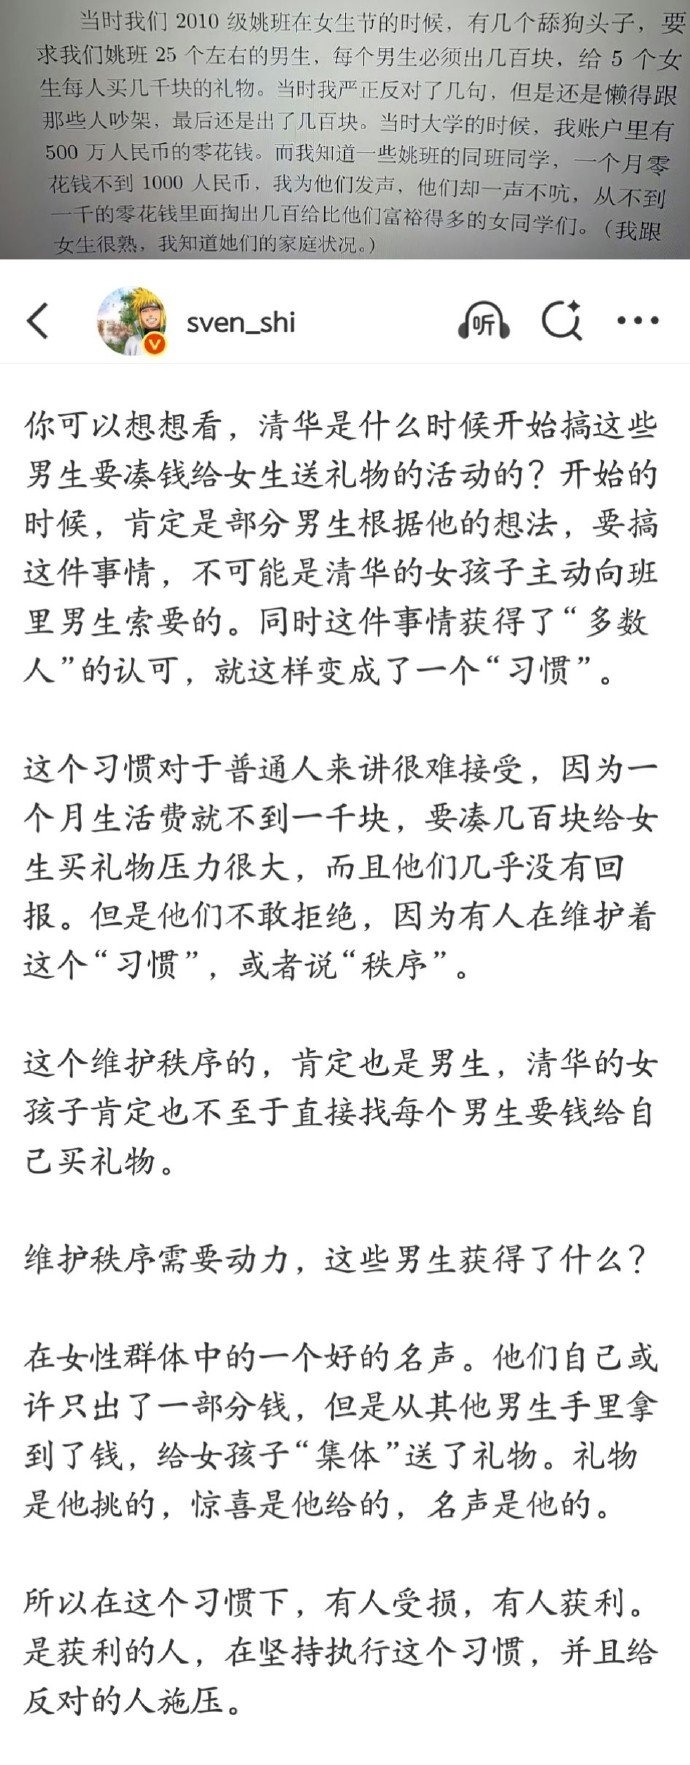 当时我们 2010 级姚班在女生节的时候，有几个舔狗头子，要
求我们姚班 25 个左右的男生，每个男生必须出几百块，给 5 个女
生每人买几千块的礼物。当时我严正反对了几句，但是还是懒得跟
那些人吵架，最后还是出了几百块。当时大学的时候，我账户里有
500 万人民币的零花钱。而我知道一些姚班的同班同学，一个月零
花钱不到 1000 人民币，我为他们发声，他们却一声不吭，从不到
一千的零花钱里面掏出几百给比他们富裕得多的女同学们。（我跟
女生很熟，我知道她们的家庭状况。）
sven_shi
听
你可以想想看，清华是什么时候开始搞这些
男生要凑钱给女生送礼物的活动的？开始的
时候，肯定是部分男生根据他的想法，要搞
这件事情，不可能是清华的女孩子主动向班
里男生索要的。同时这件事情获得了“多数
人”的认可，就这样变成了一个“习惯”。
这个习惯对于普通人来讲很难接受，因为一
个月生活费就不到一千块，要凑几百块给女
生买礼物压力很大，而且他们几乎没有回
报。但是他们不敢拒绝，因为有人在维护着
这个“习惯”，或者说“秩序”。
这个维护秩序的，肯定也是男生，清华的女
孩子肯定也不至于直接找每个男生要钱给自
己买礼物。
维护秩序需要动力，这些男生获得了什么？
在女性群体中的一个好的名声。他们自己或
许只出了一部分钱，但是从其他男生手里拿
到了钱，给女孩子“集体”送了礼物。礼物
是他挑的，惊喜是他给的，名声是他的。
所以在这个习惯下，有人受损，有人获利。
是获利的人，在坚持执行这个习惯，并且给
反对的人施压。